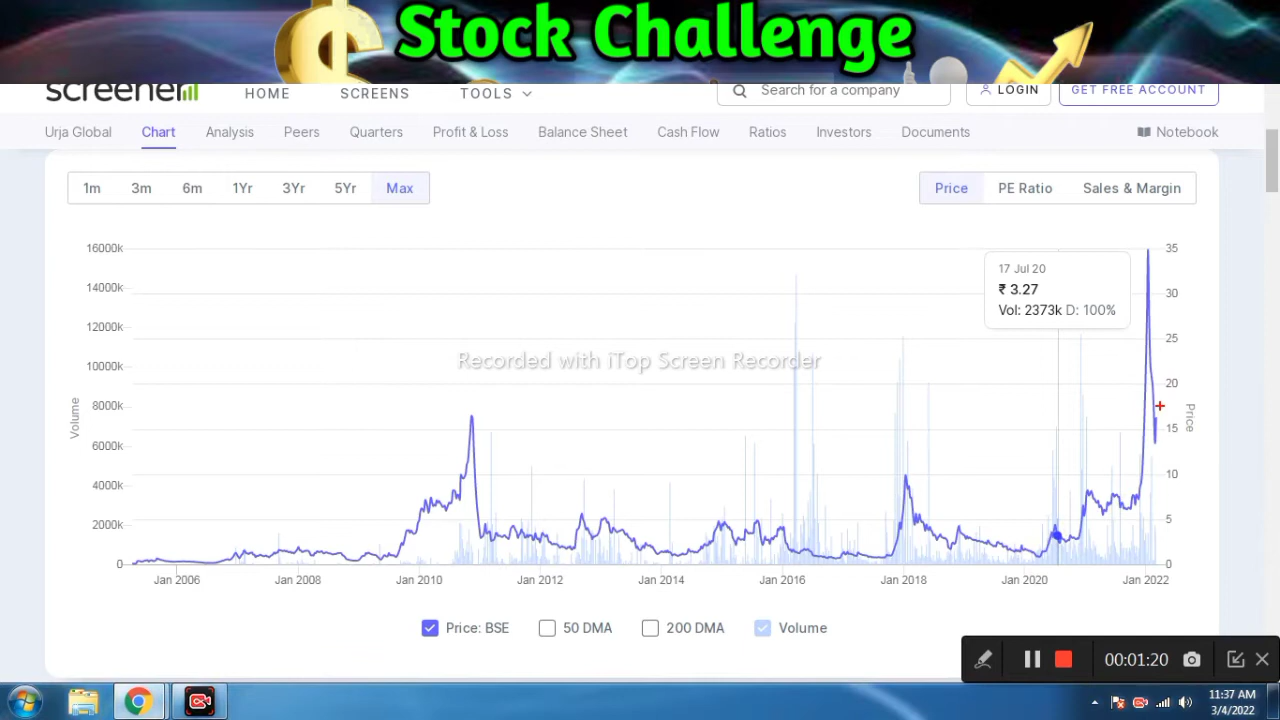 Stock Challenge
screener
HOME SCREENS TOOLS
Search for a company
LOGIN
GET FREE ACCOUNT
Urja Global Chart Analysis Peers Quarters Profit & Loss Balance Sheet Cash Flow Ratios Investors Documents Notebook
1m 3m 6m 1Yr 3Yr 5Yr Max
Price PE Ratio Sales & Margin
16000k
14000k
12000k
10000k
8000k
6000k
4000k
2000k
0
Volume
17 Jul 20
₹ 3.27
Vol: 2373k D: 100%
Recorded with iTop Screen Recorder
35
30
25
20
15
10
5
0
Price
Jan 2006 Jan 2008 Jan 2010 Jan 2012 Jan 2014 Jan 2016 Jan 2018 Jan 2020 Jan 2022
Price: BSE 50 DMA 200 DMA Volume
00:01:20
11:37 AM
3/4/2022